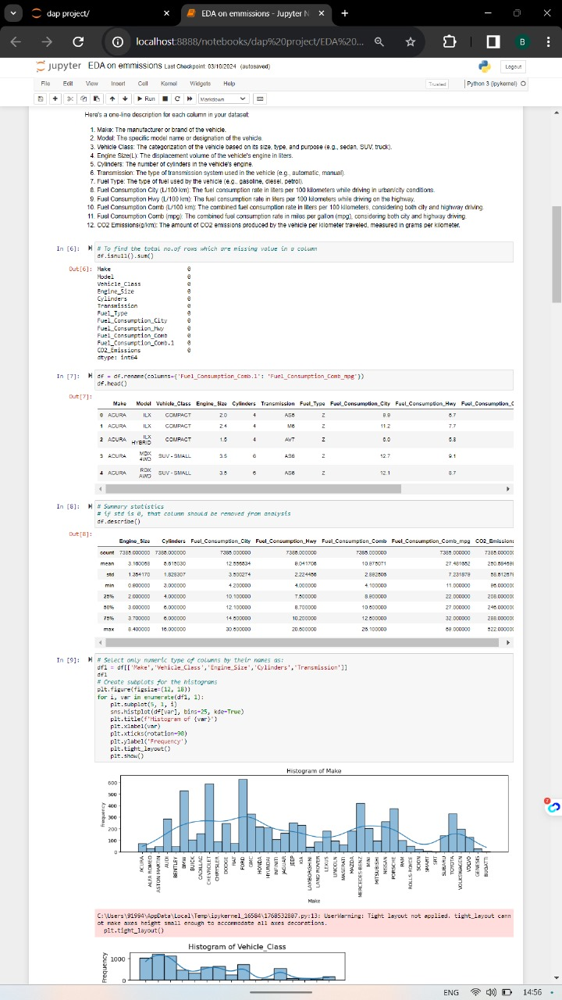 dap project/
EDA on emmissions - Jupyter N
localhost:8888/notebooks/dap%20project/EDA%20...
B
jupyter EDA on emmissions Last Checkpoint: 03/10/2024 (autosaved)
Logout
File Edit View Insert Cell Kernel Widgets Help
Trusted
Python 3 (ipykernel)
Run
Markdown
Here's a one-line description for each column in your dataset:
1. Make: The manufacturer or brand of the vehicle.
2. Model: The specific model name or designation of the vehicle.
3. Vehicle Class: The categorization of the vehicle based on its size, type, and purpose (e.g., sedan, SUV, truck).
4. Engine Size(L): The displacement volume of the vehicle's engine in liters.
5. Cylinders: The number of cylinders in the vehicle's engine.
6. Transmission: The type of transmission system used in the vehicle (e.g., automatic, manual).
7. Fuel Type: The type of fuel used by the vehicle (e.g., gasoline, diesel, petrol).
8. Fuel Consumption City (L/100 km): The fuel consumption rate in liters per 100 kilometers while driving in urban/city conditions.
9. Fuel Consumption Hwy (L/100 km): The fuel consumption rate in liters per 100 kilometers while driving on the highway.
10. Fuel Consumption Comb (L/100 km): The combined fuel consumption rate in liters per 100 kilometers, considering both city and highway driving.
11. Fuel Consumption Comb (mpg): The combined fuel consumption rate in miles per gallon (mpg), considering both city and highway driving.
12. CO2 Emissions(g/km): The amount of CO2 emissions produced by the vehicle per kilometer traveled, measured in grams per kilometer.
In [6]: # To find the total no.of rows which are missing value in a column
df.isnull().sum()
Out[6]: Make 0
Model 0
Vehicle_Class 0
Engine_Size 0
Cylinders 0
Transmission 0
Fuel_Type 0
Fuel_Consumption_City 0
Fuel_Consumption_Hwy 0
Fuel_Consumption_Comb 0
Fuel_Consumption_Comb.1 0
CO2_Emissions 0
dtype: int64
In [7]: df = df.rename(columns={'Fuel_Consumption_Comb.1': 'Fuel_Consumption_Comb_mpg'})
df.head()
Out[7]:
Make Model Vehicle_Class Engine_Size Cylinders Transmission Fuel_Type Fuel_Consumption_City Fuel_Consumption_Hwy Fuel_Consumption_C
0 ACURA ILX COMPACT 2.0 4 AS5 Z 9.9 6.7
1 ACURA ILX COMPACT 2.4 4 M6 Z 11.2 7.7
2 ACURA ILX HYBRID COMPACT 1.5 4 AV7 Z 6.0 5.8
3 ACURA MDX 4WD SUV - SMALL 3.5 6 AS6 Z 12.7 9.1
4 ACURA RDX AWD SUV - SMALL 3.5 6 AS6 Z 12.1 8.7
In [8]: # Summary statistics
# if std is 0, that column should be removed from analysis
df.describe()
Out[8]:
Engine_Size Cylinders Fuel_Consumption_City Fuel_Consumption_Hwy Fuel_Consumption_Comb Fuel_Consumption_Comb_mpg CO2_Emissions
count 7385.000000 7385.000000 7385.000000 7385.000000 7385.000000 7385.000000 7385.00000
mean 3.160068 5.615030 12.556534 9.041706 10.975071 27.481652 250.58469
std 1.354170 1.828307 3.500274 2.224456 2.892506 7.231879 58.51267
min 0.900000 3.000000 4.200000 4.000000 4.100000 11.000000 96.00000
25% 2.000000 4.000000 10.100000 7.500000 8.900000 22.000000 208.00000
50% 3.000000 6.000000 12.100000 8.700000 10.600000 27.000000 246.00000
75% 3.700000 6.000000 14.600000 10.200000 12.600000 32.000000 288.00000
max 8.400000 16.000000 30.600000 20.600000 26.100000 69.000000 522.00000
In [9]: # Select only numeric type of columns by their names as:
df1 = df[['Make','Vehicle_Class','Engine_Size','Cylinders','Transmission']]
df1
# Create subplots for the histograms
plt.figure(figsize=(12, 18))
for i, var in enumerate(df1, 1):
plt.subplot(5, 1, i)
sns.histplot(df[var], bins=25, kde=True)
plt.title(f'Histogram of {var}')
plt.xlabel(var)
plt.xticks(rotation=90)
plt.ylabel('Frequency')
plt.tight_layout()
plt.show()
Histogram of Make
Frequency
600
500
400
300
200
100
0
ACURA ALFA ROMEO ASTON MARTIN AUDI BENTLEY BMW BUICK CADILLAC CHEVROLET CHRYSLER DODGE FIAT FORD GMC HONDA HYUNDAI INFINITI JAGUAR JEEP KIA LAMBORGHINI LAND ROVER LEXUS LINCOLN MASERATI MAZDA MERCEDES-BENZ MINI MITSUBISHI NISSAN PORSCHE RAM ROLLS-ROYCE SCION SMART SRT SUBARU TOYOTA VOLKSWAGEN VOLVO GENESIS BUGATTI
Make
C:\Users\91994\AppData\Local\Temp\ipykernel_16584\1768532807.py:13: UserWarning: Tight layout not applied. tight_layout cann
ot make axes height small enough to accommodate all axes decorations.
plt.tight_layout()
Histogram of Vehicle_Class
Frequency
1000
500
0
ENG 14:56